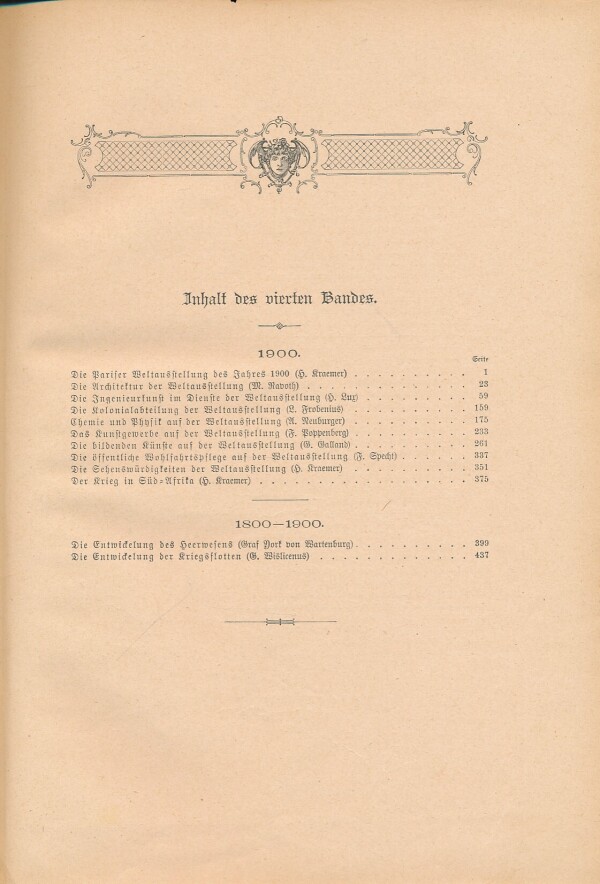 Inhalt des vierten Bandes.
1900.
Seite
Die Pariser Weltausstellung des Jahres 1900 (H. Kraemer) . . . . . . . . . . 1
Die Architektur der Weltausstellung (M. Ravoth) . . . . . . . . . . . . . . 23
Die Ingenieurkunst im Dienste der Weltausstellung (H. Lux) . . . . . . . . . 59
Die Kolonialabteilung der Weltausstellung (L. Frobenius) . . . . . . . . . . 159
Chemie und Physik auf der Weltausstellung (A. Neuburger) . . . . . . . . . . 175
Das Kunstgewerbe auf der Weltausstellung (F. Poppenberg) . . . . . . . . . . 233
Die bildenden Künste auf der Weltausstellung (G. Galland) . . . . . . . . . . 261
Die öffentliche Wohlfahrtspflege auf der Weltausstellung (F. Specht) . . . . . . 337
Die Sehenswürdigkeiten der Weltausstellung (H. Kraemer) . . . . . . . . . . 351
Der Krieg in Süd-Afrika (H. Kraemer) . . . . . . . . . . . . . . . . . . 375
1800—1900.
Die Entwickelung des Heerwesens (Graf York von Wartenburg) . . . . . . . . . 399
Die Entwickelung der Kriegsflotten (G. Wislicenus) . . . . . . . . . . . . . 437